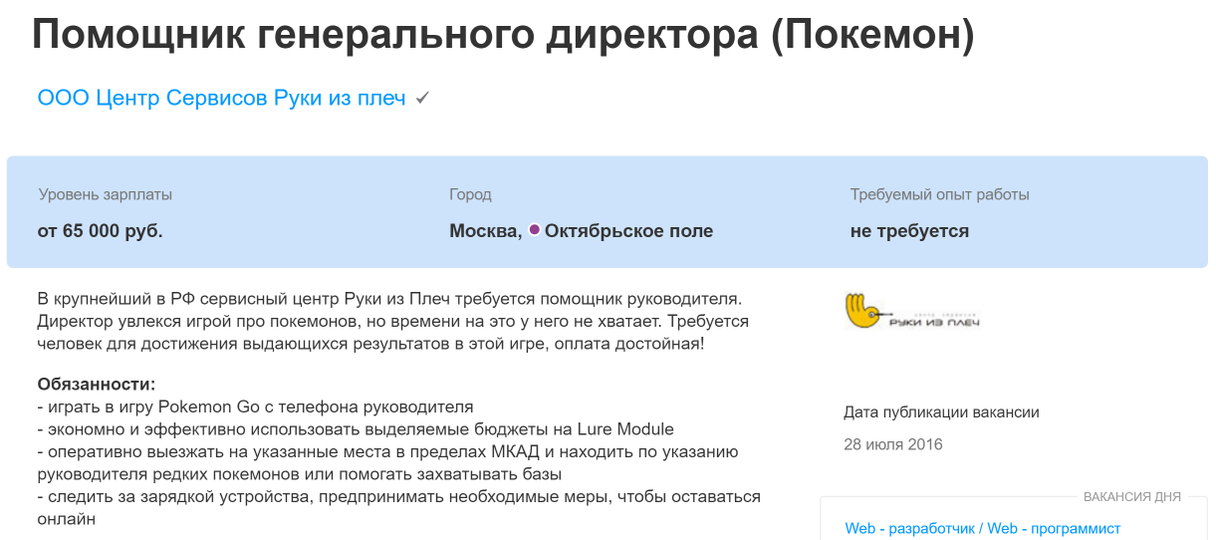 Помощник генерального директора (Покемон)
ООО Центр Сервисов Руки из плеч
Уровень зарплаты
от 65 000 руб.
Город
Москва, Октябрьское поле
Требуемый опыт работы
не требуется
В крупнейший в РФ сервисный центр Руки из Плеч требуется помощник руководителя.
Директор увлекся игрой про покемонов, но времени на это у него не хватает. Требуется
человек для достижения выдающихся результатов в этой игре, оплата достойная!
Обязанности:
- играть в игру Pokemon Go с телефона руководителя
- экономно и эффективно использовать выделяемые бюджеты на Lure Module
- оперативно выезжать на указанные места в пределах МКАД и находить по указанию
руководителя редких покемонов или помогать захватывать базы
- следить за зарядкой устройства, предпринимать необходимые меры, чтобы оставаться
онлайн
РУКИ ИЗ ПЛЕЧ
Дата публикации вакансии
28 июля 2016
ВАКАНСИЯ ДНЯ
Web - разработчик / Web - программист